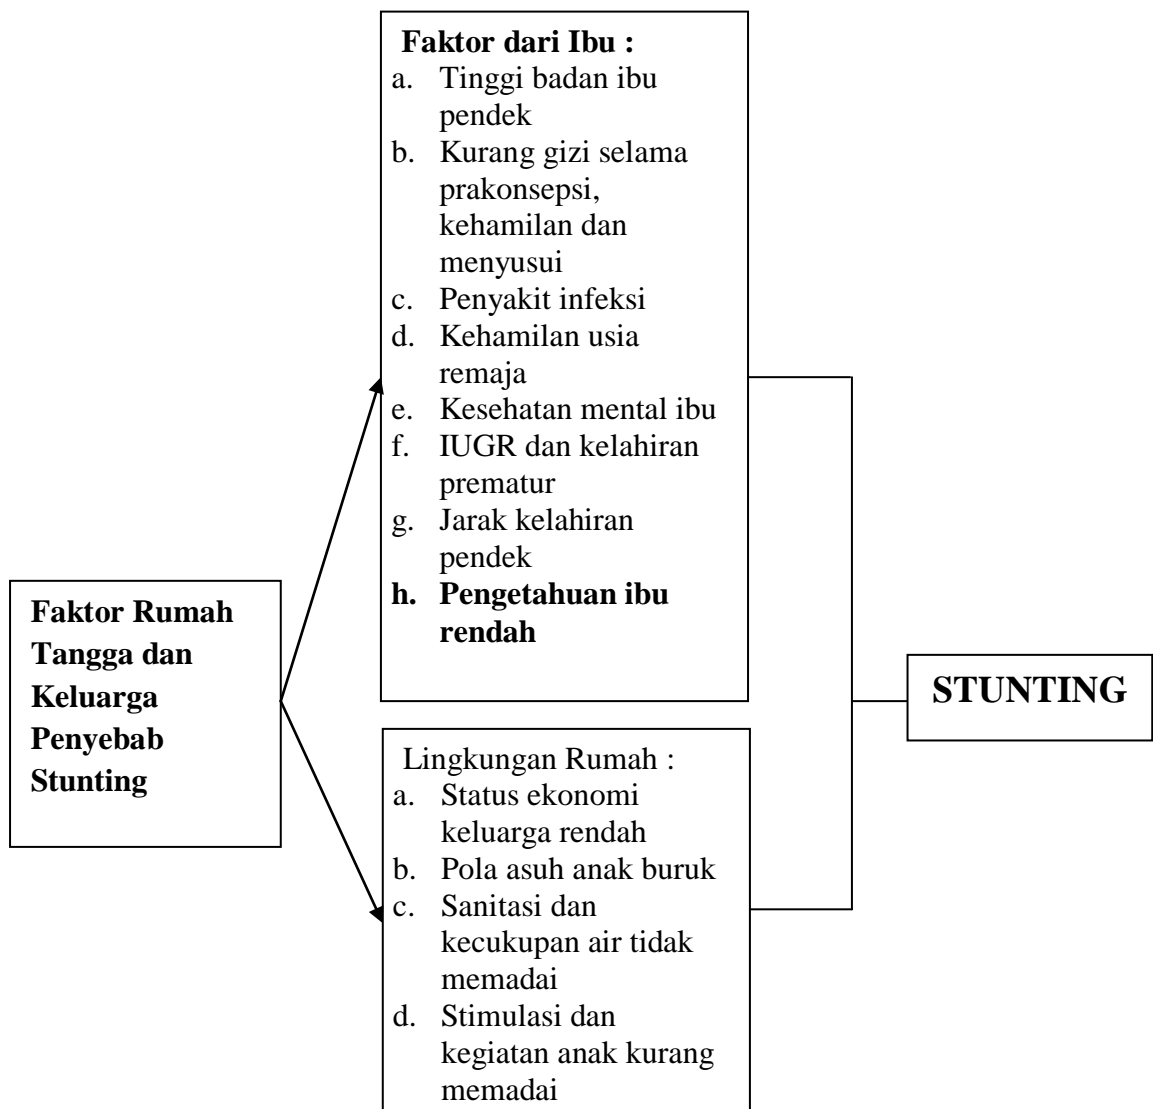 Faktor dari Ibu :
a. Tinggi badan ibu
pendek
b. Kurang gizi selama
prakonsepsi,
kehamilan dan
menyusui
c. Penyakit infeksi
d. Kehamilan usia
remaja
e. Kesehatan mental ibu
f. IUGR dan kelahiran
prematur
g. Jarak kelahiran
pendek
h. Pengetahuan ibu
rendah
Faktor Rumah
Tangga dan
Keluarga
Penyebab
Stunting
STUNTING
Lingkungan Rumah :
a. Status ekonomi
keluarga rendah
b. Pola asuh anak buruk
c. Sanitasi dan
kecukupan air tidak
memadai
d. Stimulasi dan
kegiatan anak kurang
memadai